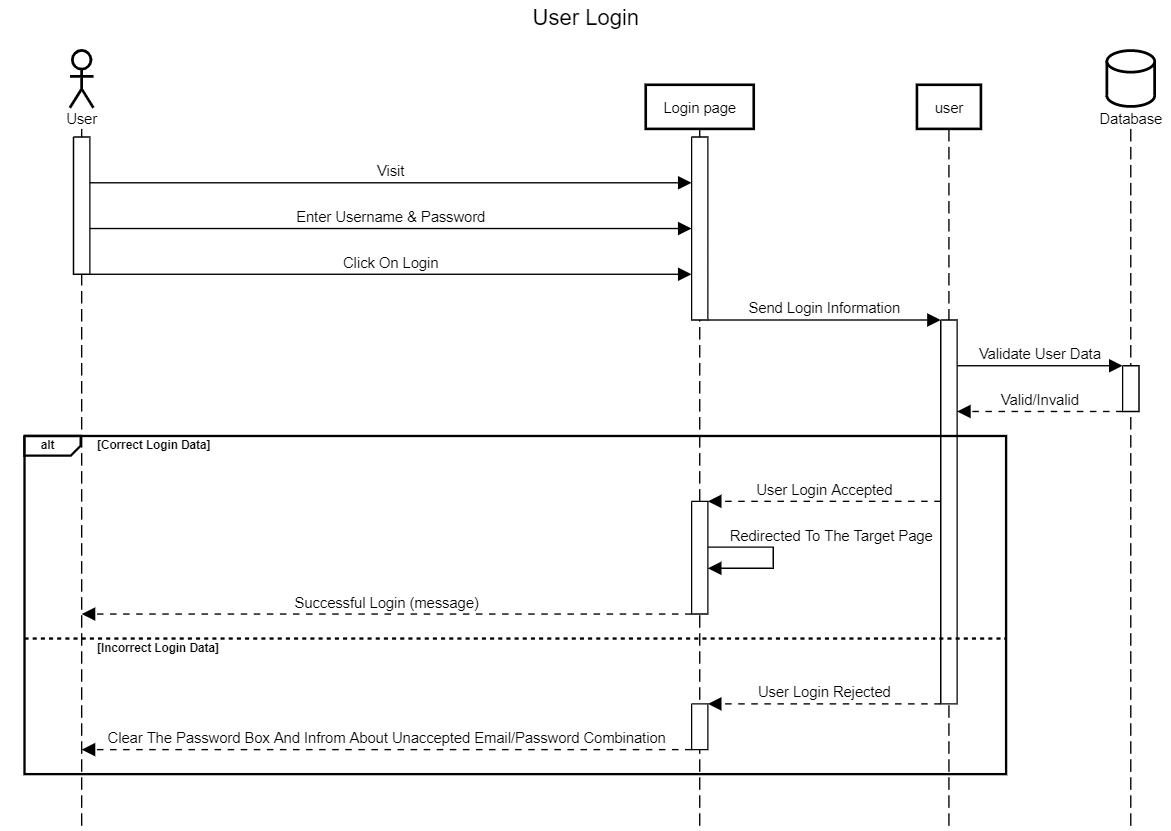 User Login
User
Login page
user
Database
Visit
Enter Username & Password
Click On Login
Send Login Information
Validate User Data
Valid/Invalid
alt
[Correct Login Data]
User Login Accepted
Redirected To The Target Page
Successful Login (message)
[Incorrect Login Data]
User Login Rejected
Clear The Password Box And Infrom About Unaccepted Email/Password Combination